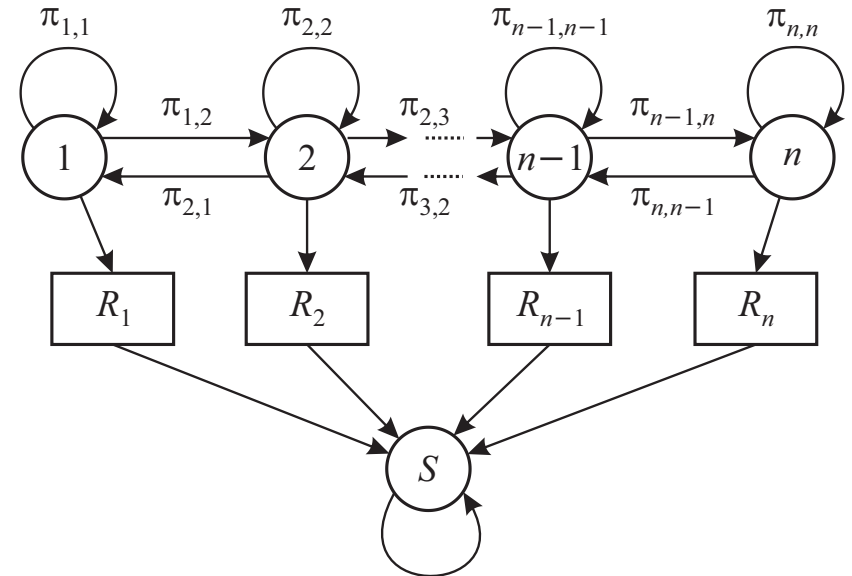 π1,1 π2,2 πn−1,n−1 πn,n
π1,2 π2,3 πn−1,n
1 2 n−1 n
π2,1 π3,2 πn,n−1
R1 R2 Rn−1 Rn
S